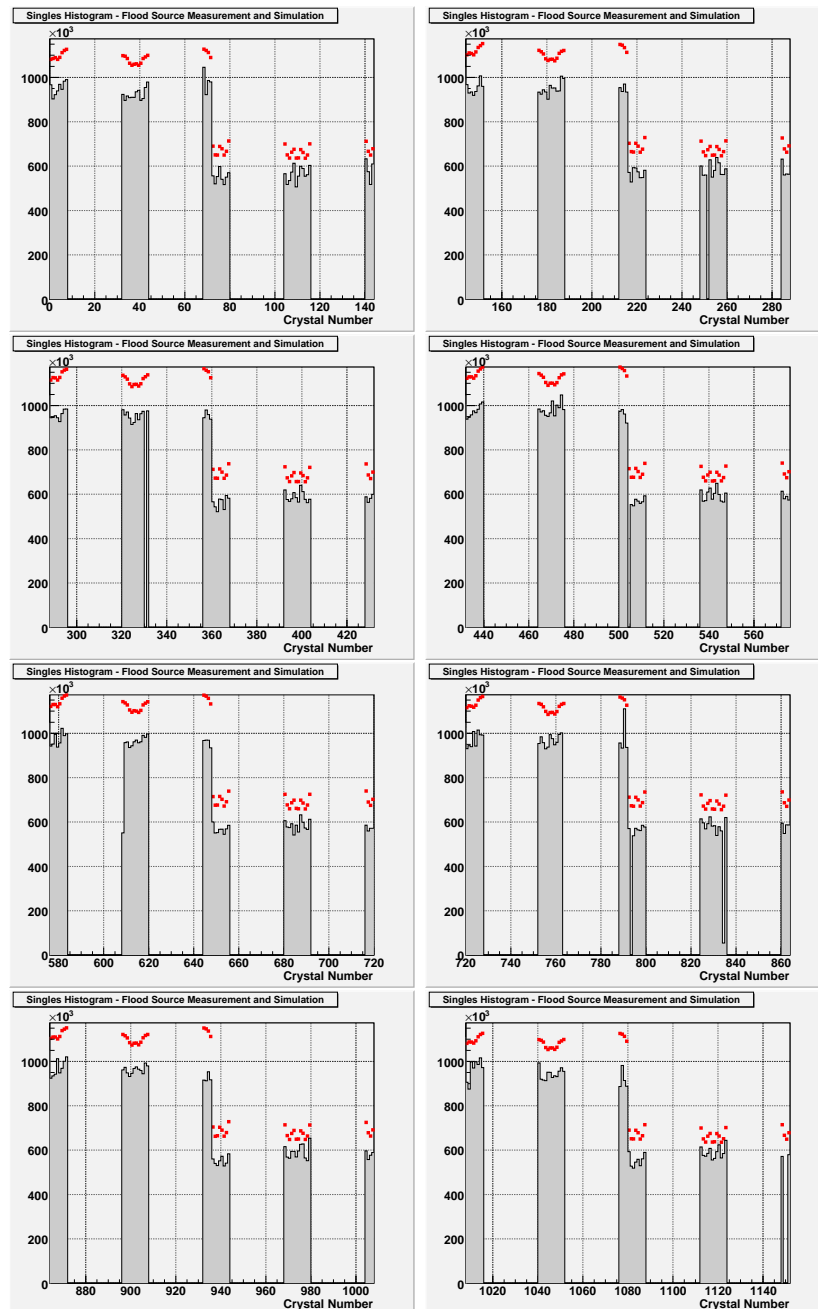 Singles Histogram - Flood Source Measurement and Simulation
×10³
1000
800
600
400
200
0
0 20 40 60 80 100 120 140
Crystal Number
Singles Histogram - Flood Source Measurement and Simulation
×10³
1000
800
600
400
200
0
160 180 200 220 240 260 280
Crystal Number
Singles Histogram - Flood Source Measurement and Simulation
×10³
1000
800
600
400
200
0
300 320 340 360 380 400 420
Crystal Number
Singles Histogram - Flood Source Measurement and Simulation
×10³
1000
800
600
400
200
0
440 460 480 500 520 540 560
Crystal Number
Singles Histogram - Flood Source Measurement and Simulation
×10³
1000
800
600
400
200
0
580 600 620 640 660 680 700 720
Crystal Number
Singles Histogram - Flood Source Measurement and Simulation
×10³
1000
800
600
400
200
0
720 740 760 780 800 820 840 860
Crystal Number
Singles Histogram - Flood Source Measurement and Simulation
×10³
1000
800
600
400
200
0
880 900 920 940 960 980 1000
Crystal Number
Singles Histogram - Flood Source Measurement and Simulation
×10³
1000
800
600
400
200
0
1020 1040 1060 1080 1100 1120 1140
Crystal Number